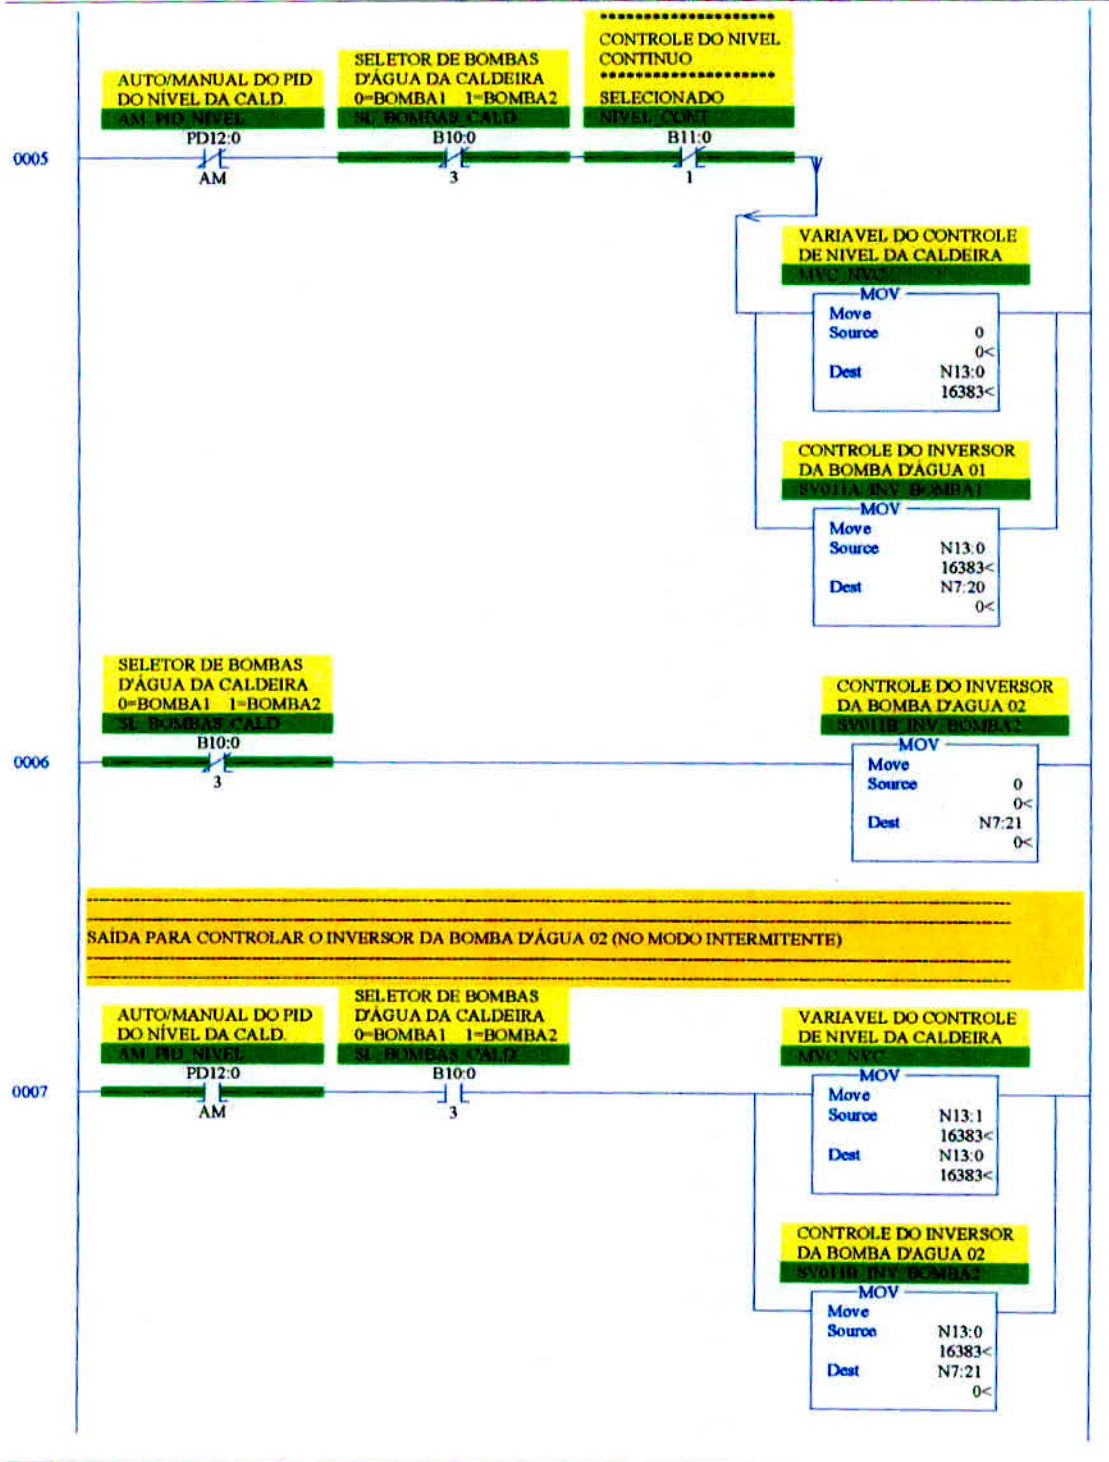 ********************
CONTROLE DO NIVEL
CONTINUO
********************
SELECIONADO
NIVEL_CONT
B11:0
1
SELETOR DE BOMBAS
D'ÁGUA DA CALDEIRA
0=BOMBA1 1=BOMBA2
SL_BOMBAS_CALD
B10:0
3
AUTO/MANUAL DO PID
DO NÍVEL DA CALD.
AM_PID_NIVEL
PD12:0
AM
0005
VARIAVEL DO CONTROLE
DE NIVEL DA CALDEIRA
MVC_NVC
MOV
Move
Source 0
0<
Dest N13:0
16383<
CONTROLE DO INVERSOR
DA BOMBA D'ÁGUA 01
SV011A_INV_BOMBA1
MOV
Move
Source N13:0
16383<
Dest N7:20
0<
SELETOR DE BOMBAS
D'ÁGUA DA CALDEIRA
0=BOMBA1 1=BOMBA2
SL_BOMBAS_CALD
B10:0
3
0006
CONTROLE DO INVERSOR
DA BOMBA D'AGUA 02
SV011B_INV_BOMBA2
MOV
Move
Source 0
0<
Dest N7:21
0<
SAÍDA PARA CONTROLAR O INVERSOR DA BOMBA D'ÁGUA 02 (NO MODO INTERMITENTE)
AUTO/MANUAL DO PID
DO NÍVEL DA CALD.
AM_PID_NIVEL
PD12:0
AM
SELETOR DE BOMBAS
D'ÁGUA DA CALDEIRA
0=BOMBA1 1=BOMBA2
SL_BOMBAS_CALD
B10:0
3
0007
VARIAVEL DO CONTROLE
DE NIVEL DA CALDEIRA
MVC_NVC
MOV
Move
Source N13:1
16383<
Dest N13:0
16383<
CONTROLE DO INVERSOR
DA BOMBA D'AGUA 02
SV011B_INV_BOMBA2
MOV
Move
Source N13:0
16383<
Dest N7:21
0<